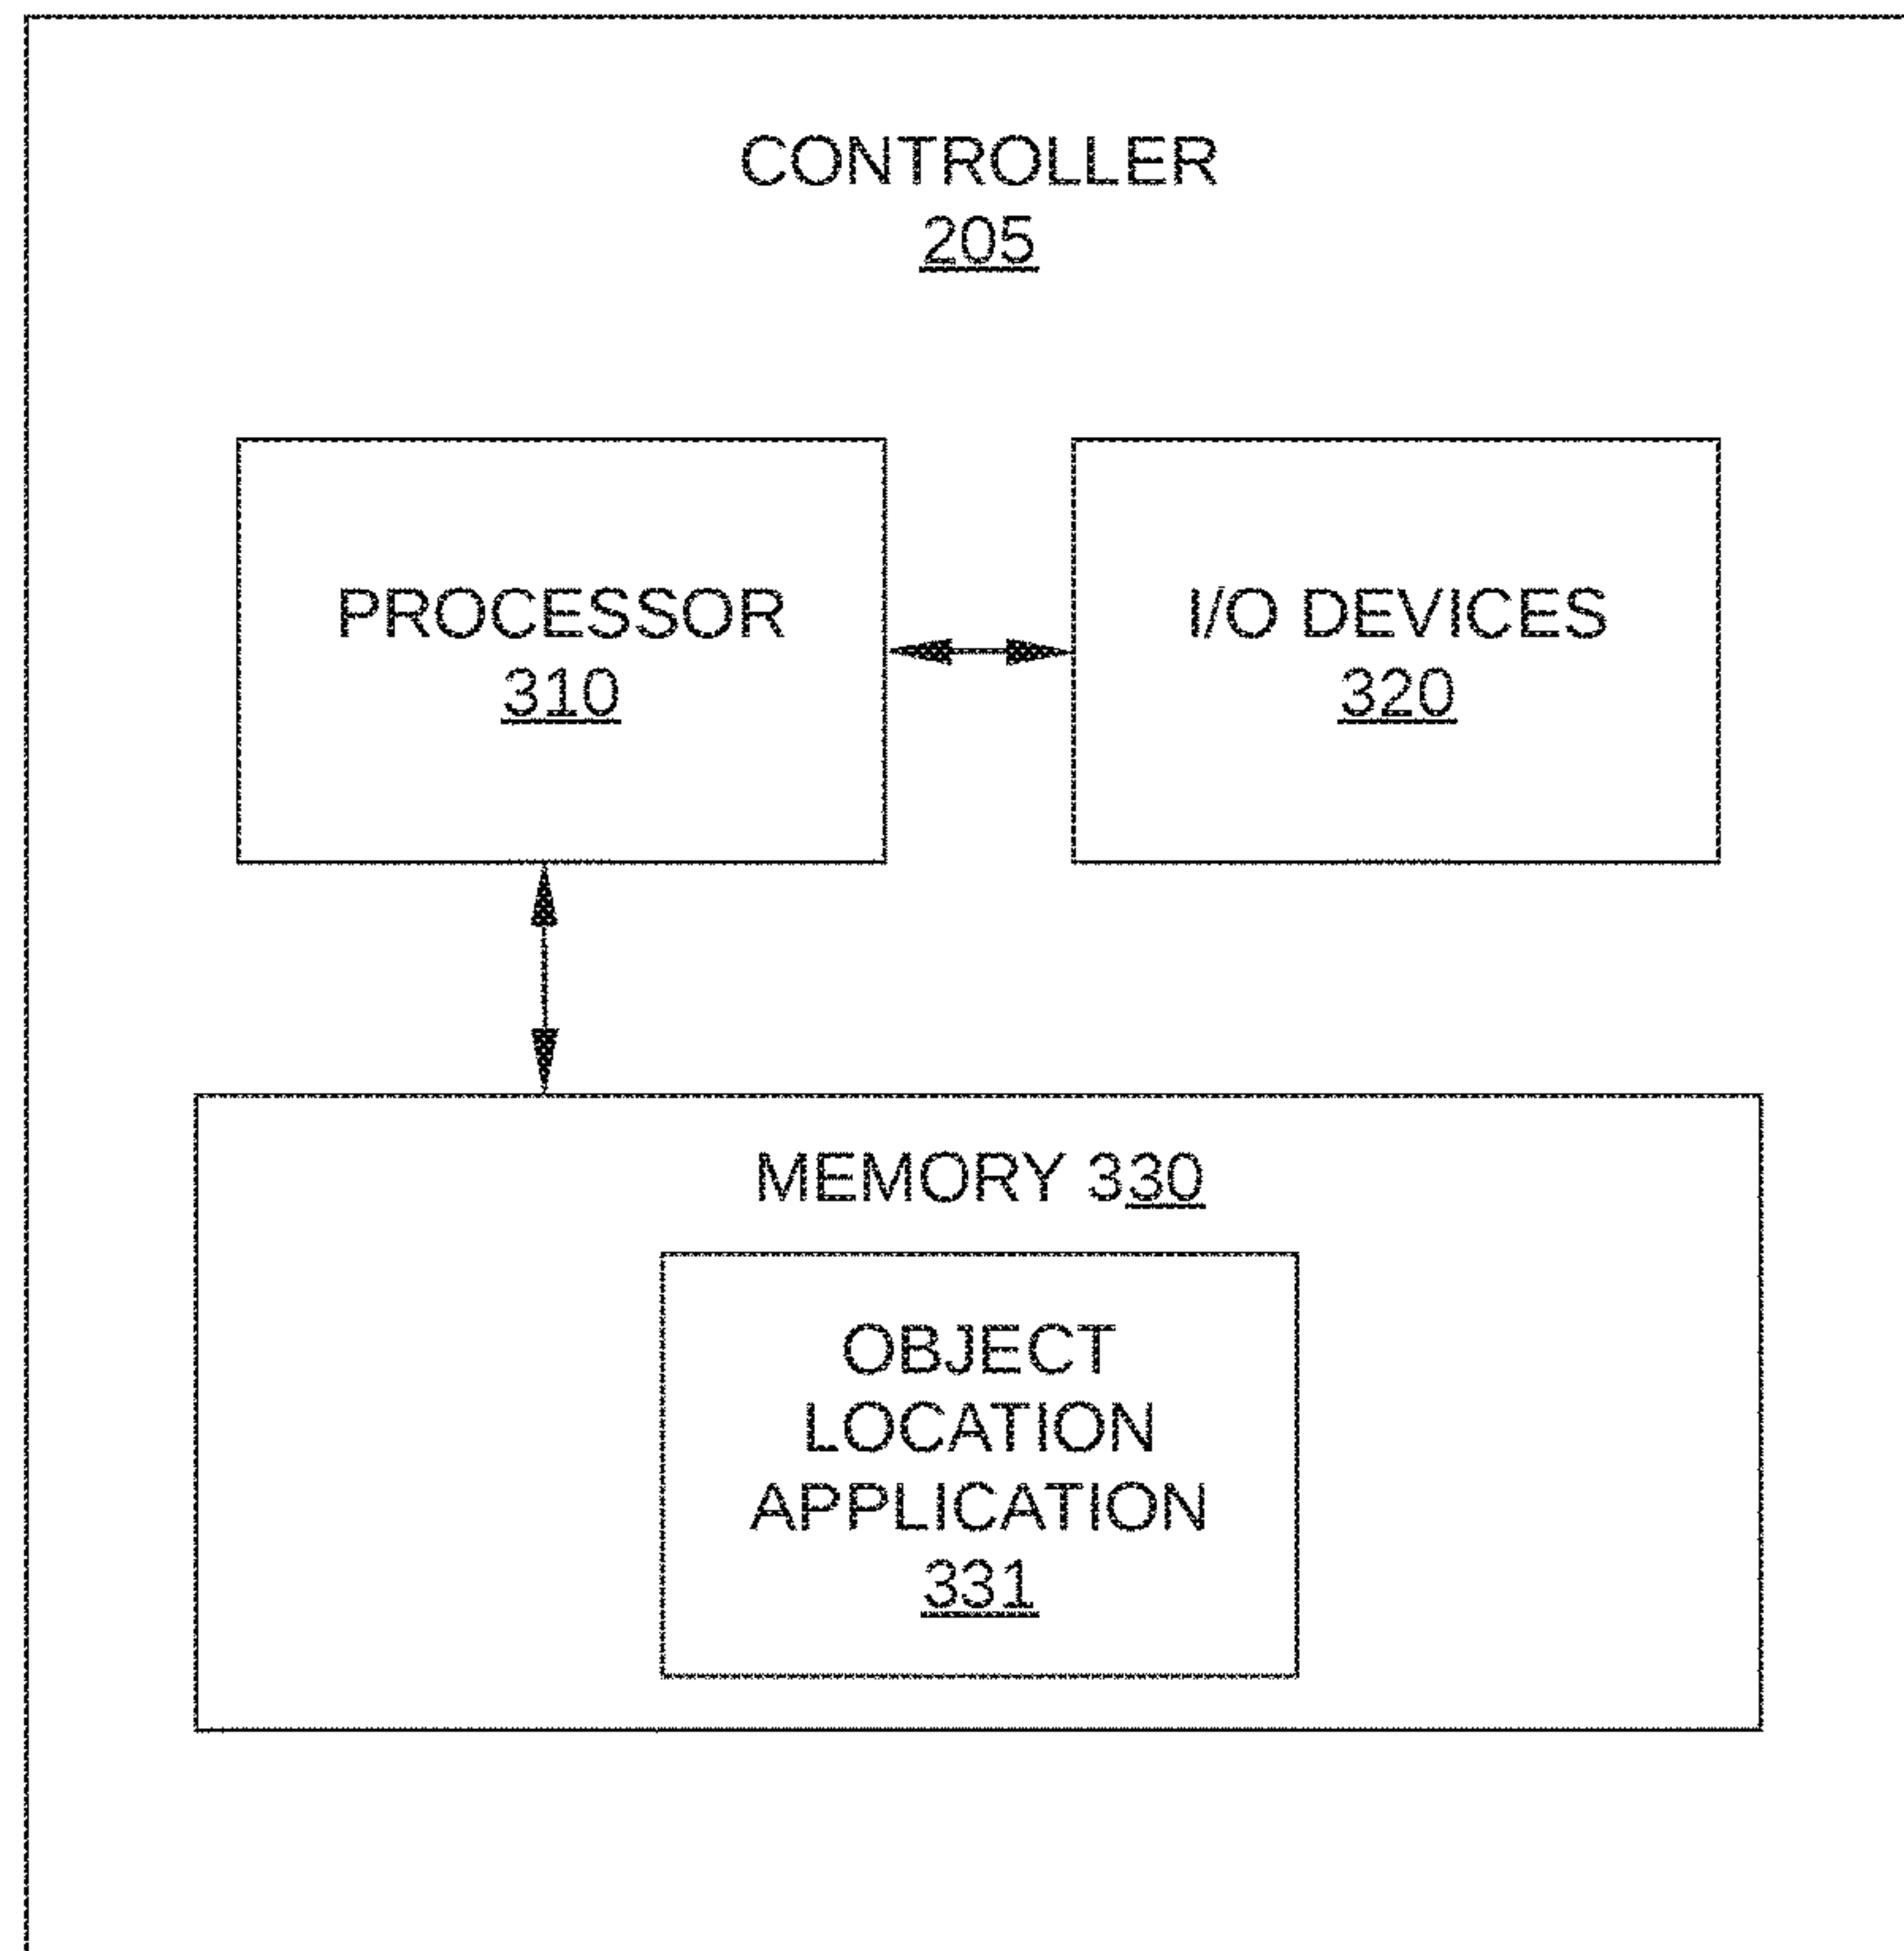 CONTROLLER
205
PROCESSOR
310
I/O DEVICES
320
MEMORY 330
OBJECT
LOCATION
APPLICATION
331